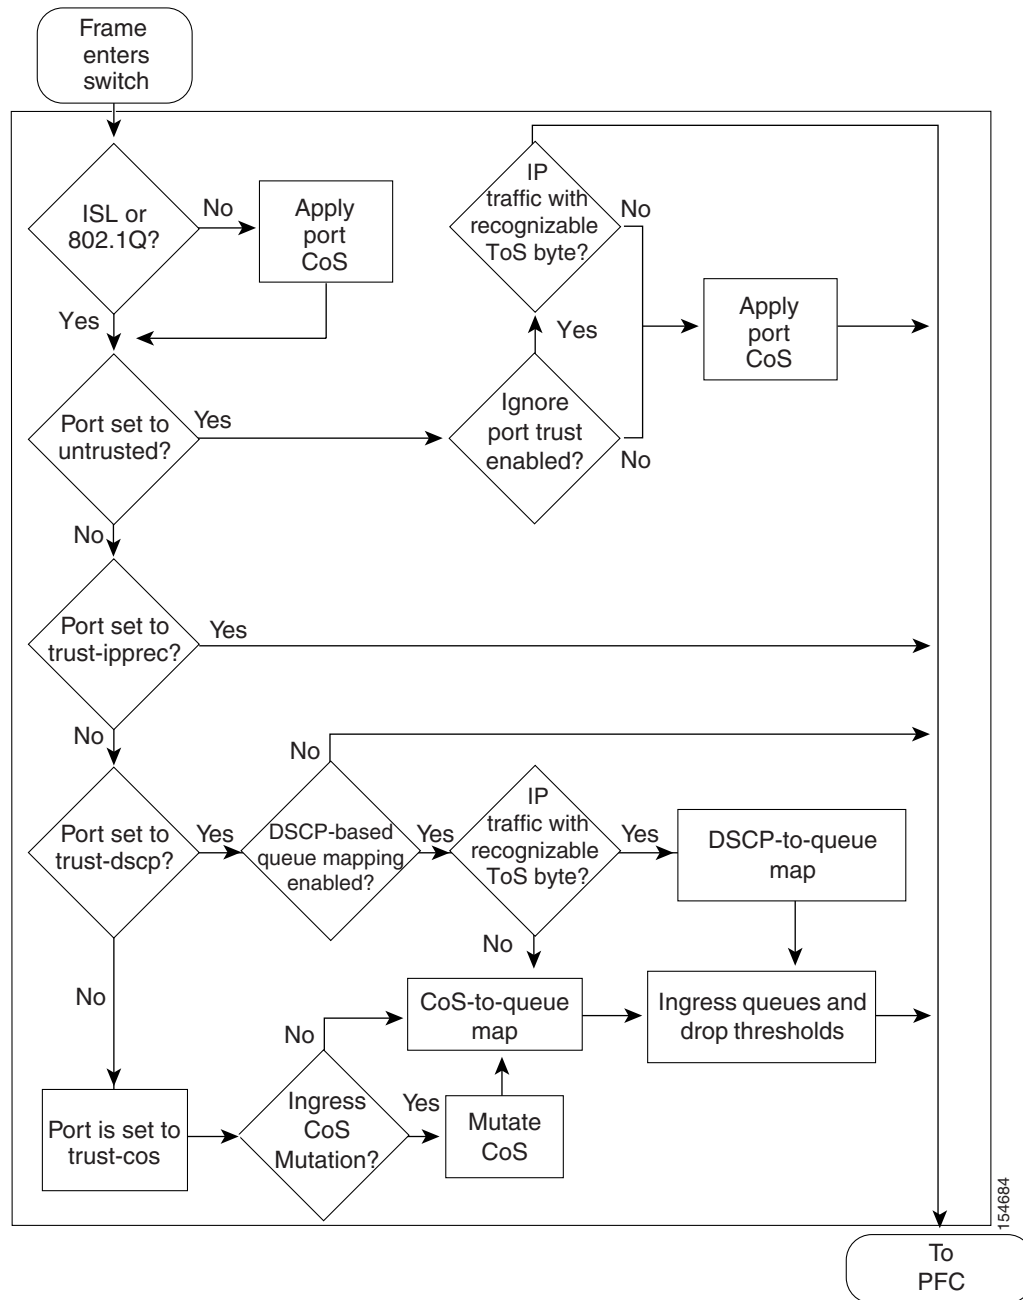 Frame
enters
switch
ISL or
802.1Q?
No
Apply
port
CoS
Yes
IP
traffic with
recognizable
ToS byte?
No
Apply
port
CoS
Yes
Port set to
untrusted?
Yes
Ignore
port trust
enabled?
No
No
Port set to
trust-ipprec?
Yes
No
Port set to
trust-dscp?
Yes
No
DSCP-based
queue mapping
enabled?
Yes
IP
traffic with
recognizable
ToS byte?
Yes
DSCP-to-queue
map
No
No
CoS-to-queue
map
Ingress queues and
drop thresholds
Port is set to
trust-cos
No
Ingress
CoS
Mutation?
Yes
Mutate
CoS
154684
To
PFC